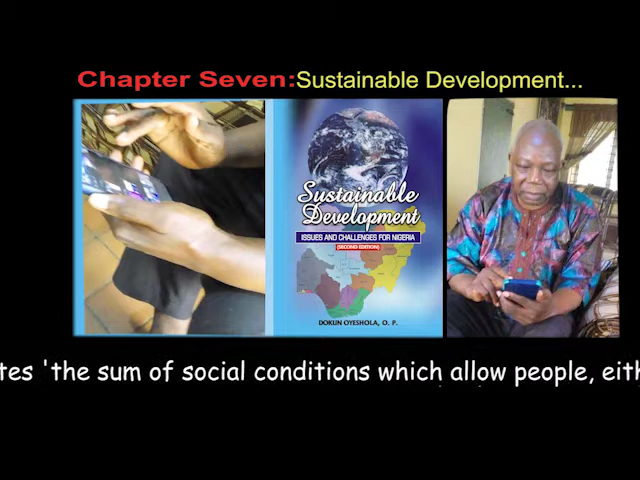 Chapter Seven:Sustainable Development...
Sustainable
Development
ISSUES AND CHALLENGES FOR NIGERIA
(SECOND EDITION)
DOKUN OYESHOLA, O. P.
tes 'the sum of social conditions which allow people, eith